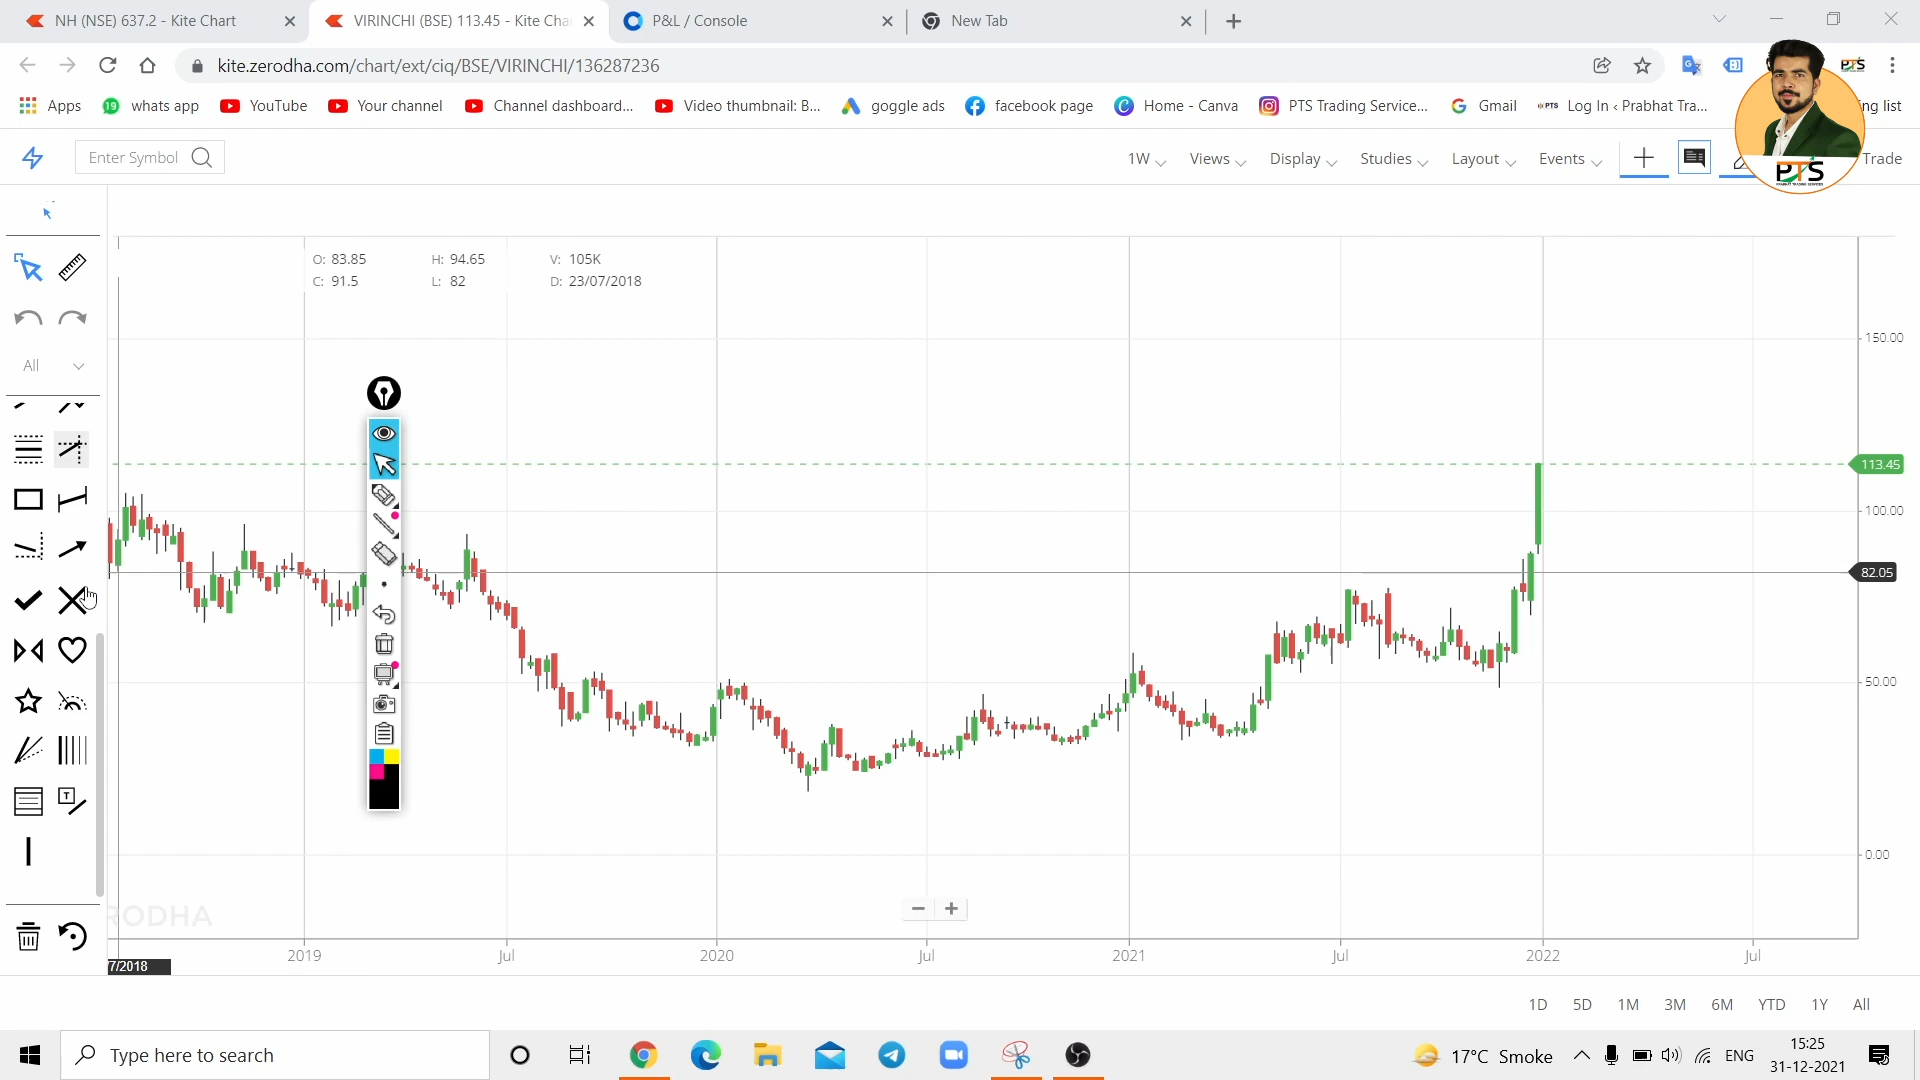 NH (NSE) 637.2 - Kite Chart
VIRINCHI (BSE) 113.45 - Kite Cha
P&L / Console
New Tab
kite.zerodha.com/chart/ext/ciq/BSE/VIRINCHI/136287236
PTS
Apps
19
whats app
YouTube
Your channel
Channel dashboard...
Video thumbnail: B...
goggle ads
facebook page
Home - Canva
PTS Trading Service...
Gmail
PTS
Log In ‹ Prabhat Tra...
ng list
PTS
PRABHAT TRADING SERVICES
Enter Symbol
1W
Views
Display
Studies
Layout
Events
Trade
O: 83.85 H: 94.65 V: 105K
C: 91.5 L: 82 D: 23/07/2018
All
T
150.00
113.45
100.00
82.05
50.00
0.00
RODHA
2019
Jul
2020
Jul
2021
Jul
2022
Jul
7/2018
1D
5D
1M
3M
6M
YTD
1Y
All
Type here to search
17°C Smoke
ENG
15:25
31-12-2021